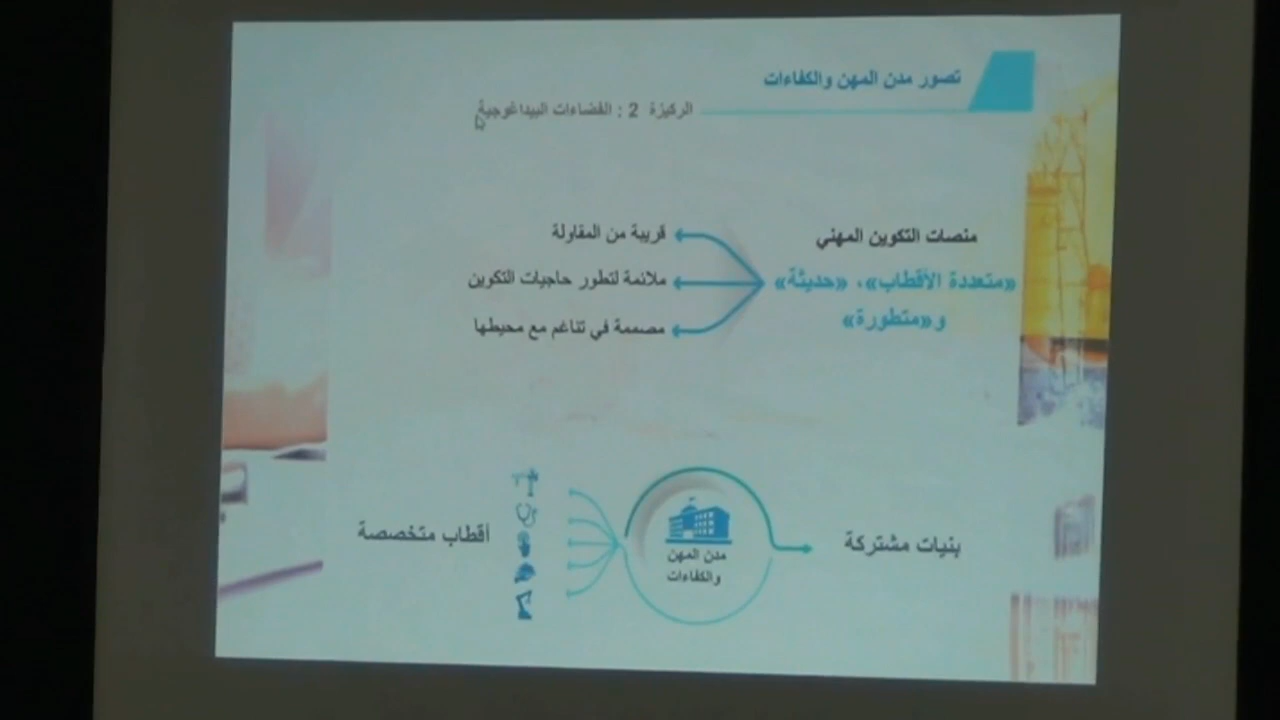 تصور مدن المهن والكفاءات
الركيزة 2 : الفضاءات البيداغوجية
منصات التكوين المهني
«متعددة الأقطاب»، «حديثة»
و«متطورة»
قريبة من المقاولة
ملائمة لتطور حاجيات التكوين
مصممة في تناغم مع محيطها
بنيات مشتركة
مدن المهن
والكفاءات
أقطاب متخصصة